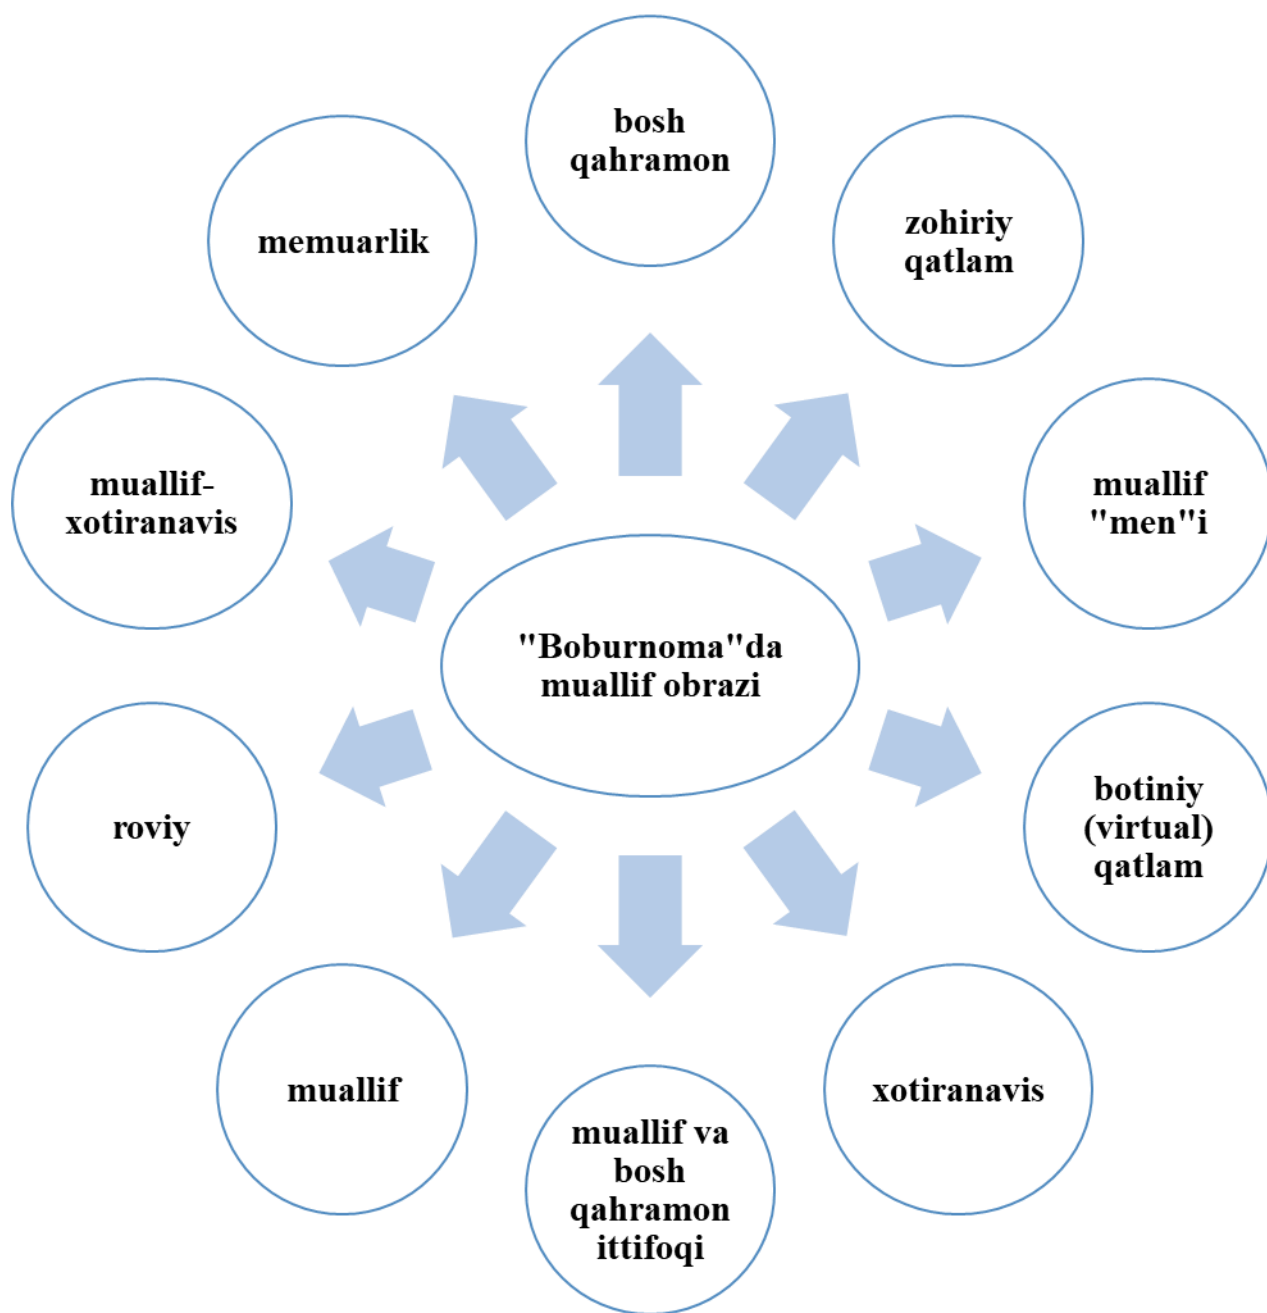 bosh
qahramon
zohiriy
qatlam
muallif
"men"i
botiniy
(virtual)
qatlam
xotiranavis
muallif va
bosh
qahramon
ittifoqi
muallif
roviy
muallif-
xotiranavis
memuarlik
"Boburnoma"da
muallif obrazi